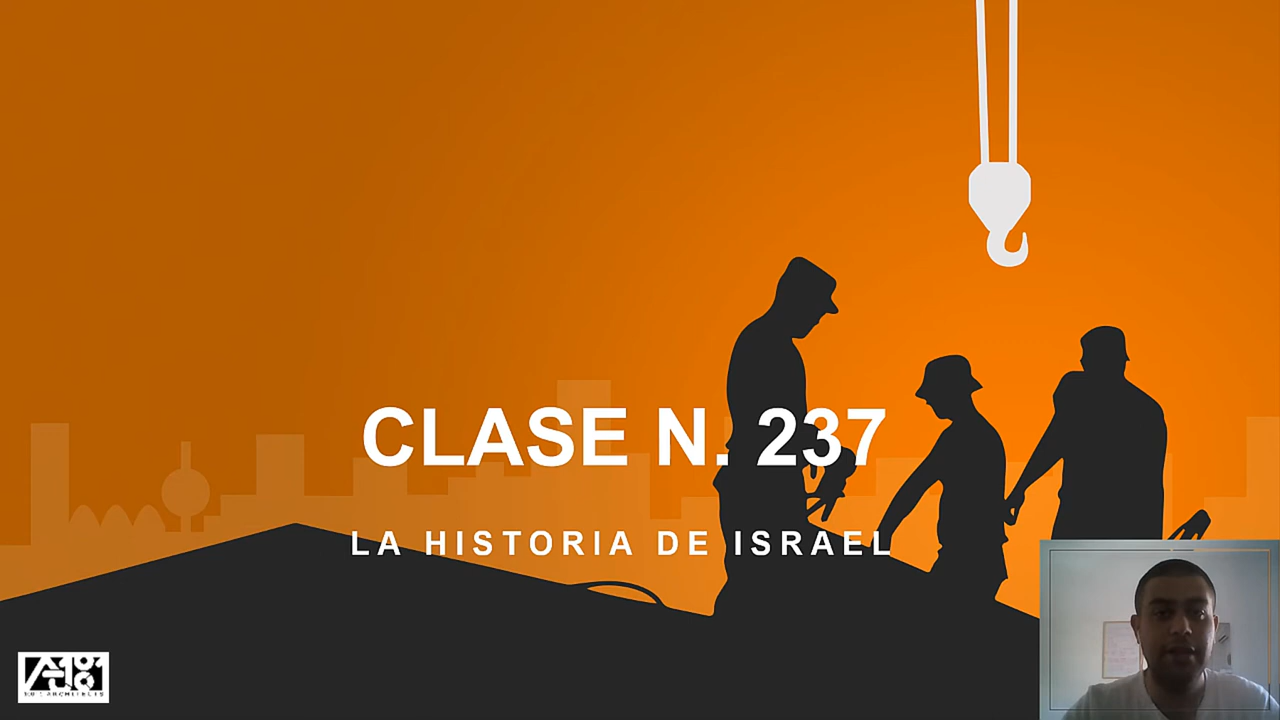 CLASE N. 237
LA HISTORIA DE ISRAEL